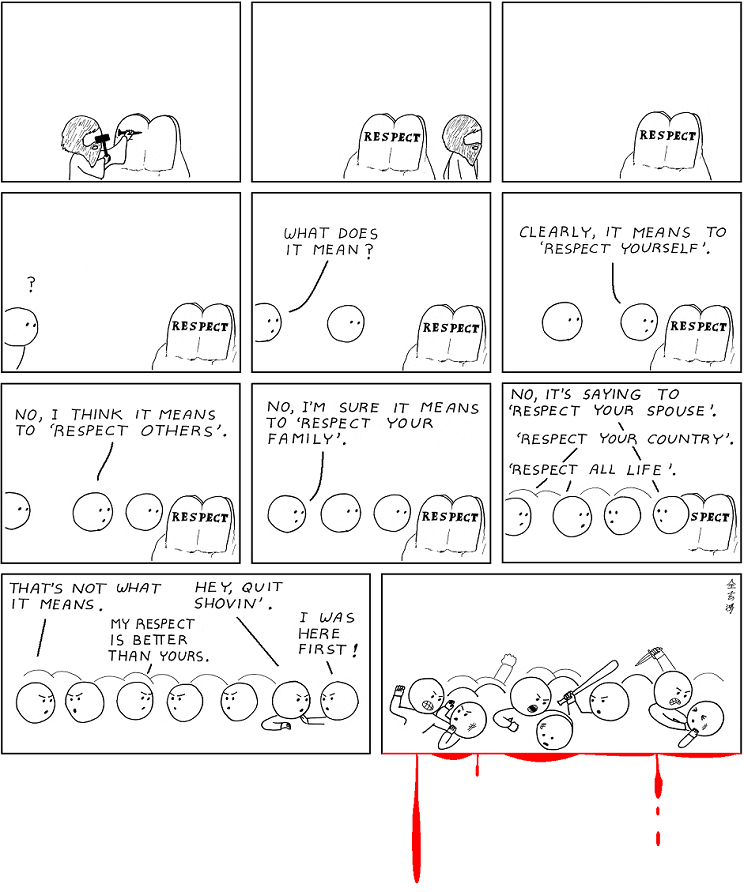 RESPECT
RESPECT
?
RESPECT
WHAT DOES
IT MEAN?
RESPECT
CLEARLY, IT MEANS TO
'RESPECT YOURSELF'.
RESPECT
NO, I THINK IT MEANS
TO 'RESPECT OTHERS'.
RESPECT
NO, I'M SURE IT MEANS
TO 'RESPECT YOUR
FAMILY'.
RESPECT
NO, IT'S SAYING TO
'RESPECT YOUR SPOUSE'.
'RESPECT YOUR COUNTRY'.
'RESPECT ALL LIFE'.
SPECT
THAT'S NOT WHAT
IT MEANS.
MY RESPECT
IS BETTER
THAN YOURS.
HEY, QUIT
SHOVIN'.
I WAS
HERE
FIRST!